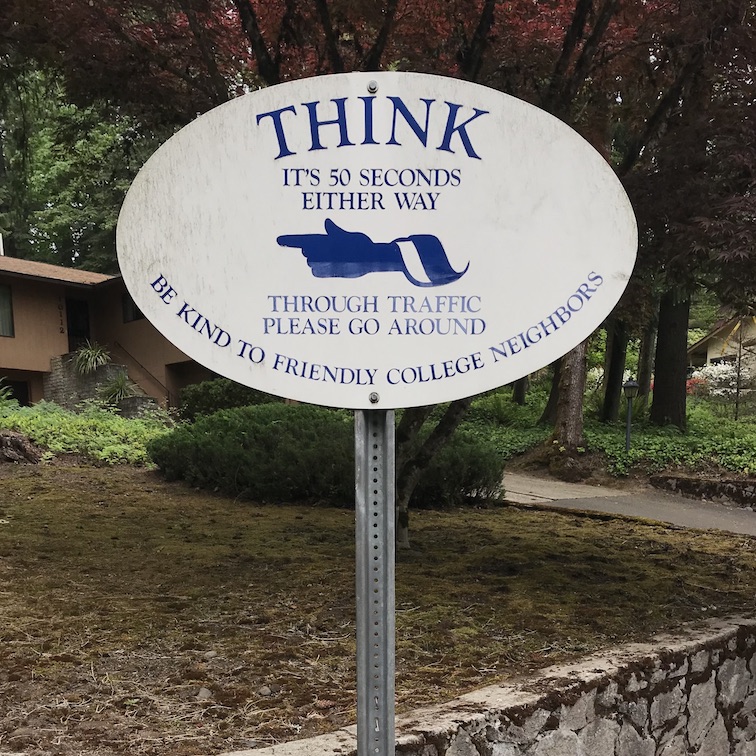 THINK
IT'S 50 SECONDS
EITHER WAY
THROUGH TRAFFIC
PLEASE GO AROUND
BE KIND TO FRIENDLY COLLEGE NEIGHBORS